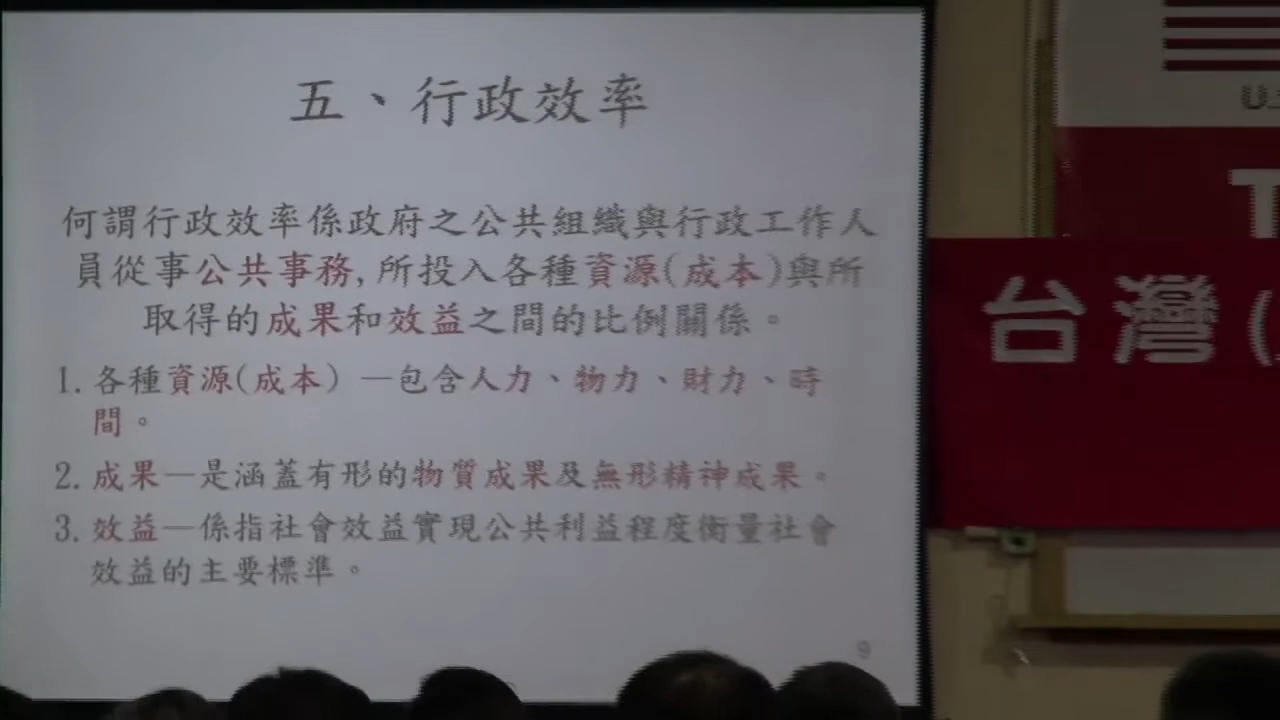 五、行政效率
何謂行政效率係政府之公共組織與行政工作人
員從事公共事務,所投入各種資源(成本)與所
取得的成果和效益之間的比例關係。
1. 各種資源(成本) —包含人力、物力、財力、時
間。
2. 成果—是涵蓋有形的物質成果及無形精神成果。
3. 效益—係指社會效益實現公共利益程度衡量社會
效益的主要標準。
9
U.
T
台灣(